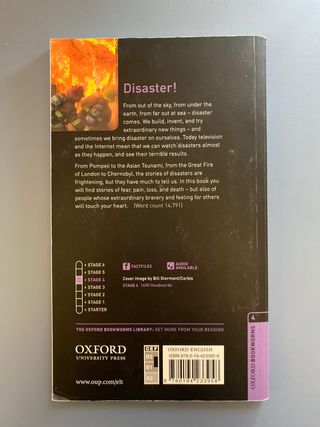 Disaster!
From out of the sky, from under the
earth, from far out at sea – disaster
comes. We build, invent, and try
extraordinary new things – and
sometimes we bring disaster on ourselves. Today television
and the Internet mean that we can watch disasters almost
as they happen, and see their terrible results.
From Pompeii to the Asian Tsunami, from the Great Fire
of London to Chernobyl, the stories of disasters are
frightening, but they have much to tell us. In this book you
will find stories of fear, pain, loss, and death – but also of
people whose extraordinary bravery and feeling for others
will touch your heart. (Word count 14,791)
STAGE 6
STAGE 5
STAGE 4
STAGE 3
STAGE 2
STAGE 1
STARTER
FACTFILES
AUDIO
AVAILABLE
Cover image by Bill Stormont/Corbis
STAGE 4 1400 Headwords
4
OXFORD BOOKWORMS
THE OXFORD BOOKWORMS LIBRARY: GET MORE FROM YOUR READING
OXFORD
UNIVERSITY PRESS
www.oup.com/elt
CEF
OXFORD ENGLISH
ISBN 978-0-19-423395-8
9 780194 233958